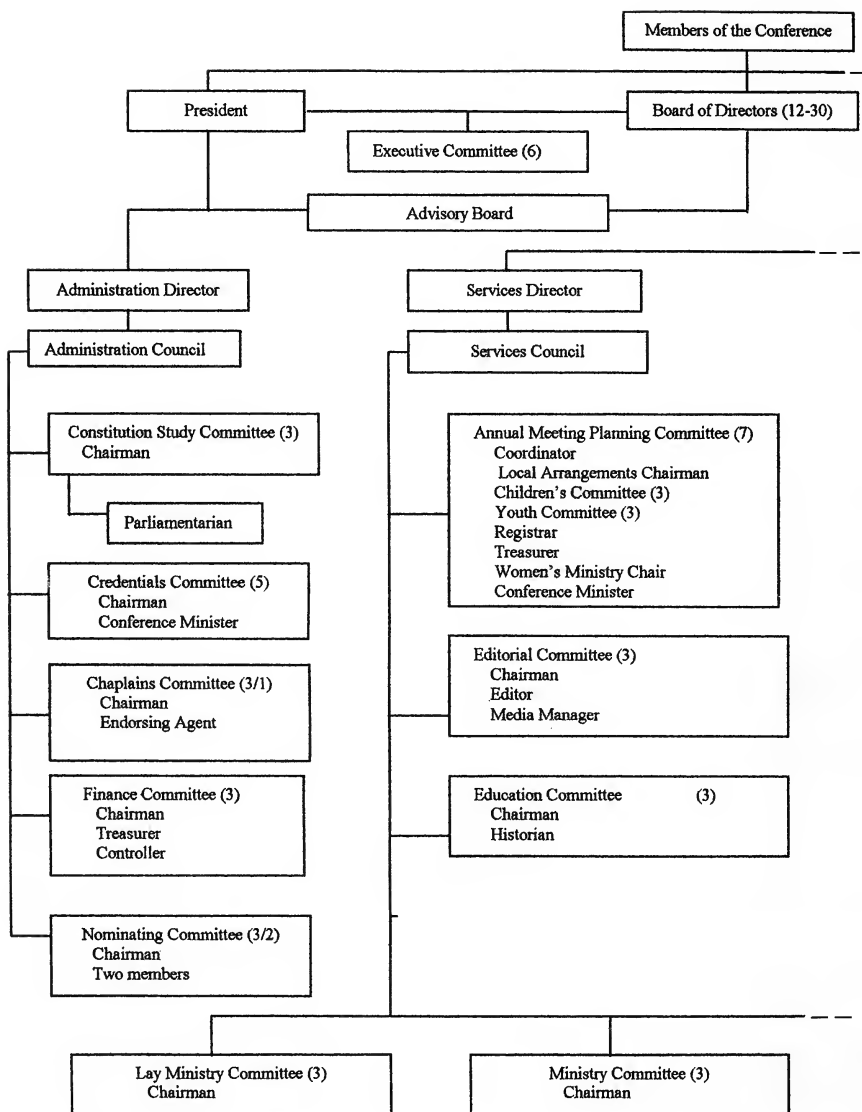 Members of the Conference
President
Board of Directors (12-30)
Executive Committee (6)
Advisory Board
Administration Director
Services Director
Administration Council
Services Council
Constitution Study Committee (3)
Chairman
Parliamentarian
Credentials Committee (5)
Chairman
Conference Minister
Chaplains Committee (3/1)
Chairman
Endorsing Agent
Finance Committee (3)
Chairman
Treasurer
Controller
Nominating Committee (3/2)
Chairman
Two members
Annual Meeting Planning Committee (7)
Coordinator
Local Arrangements Chairman
Children's Committee (3)
Youth Committee (3)
Registrar
Treasurer
Women's Ministry Chair
Conference Minister
Editorial Committee (3)
Chairman
Editor
Media Manager
Education Committee (3)
Chairman
Historian
Lay Ministry Committee (3)
Chairman
Ministry Committee (3)
Chairman